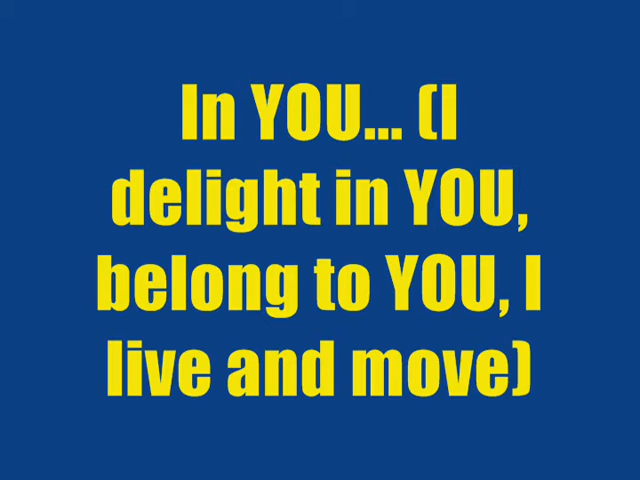 In YOU... (I
delight in YOU,
belong to YOU, I
live and move)